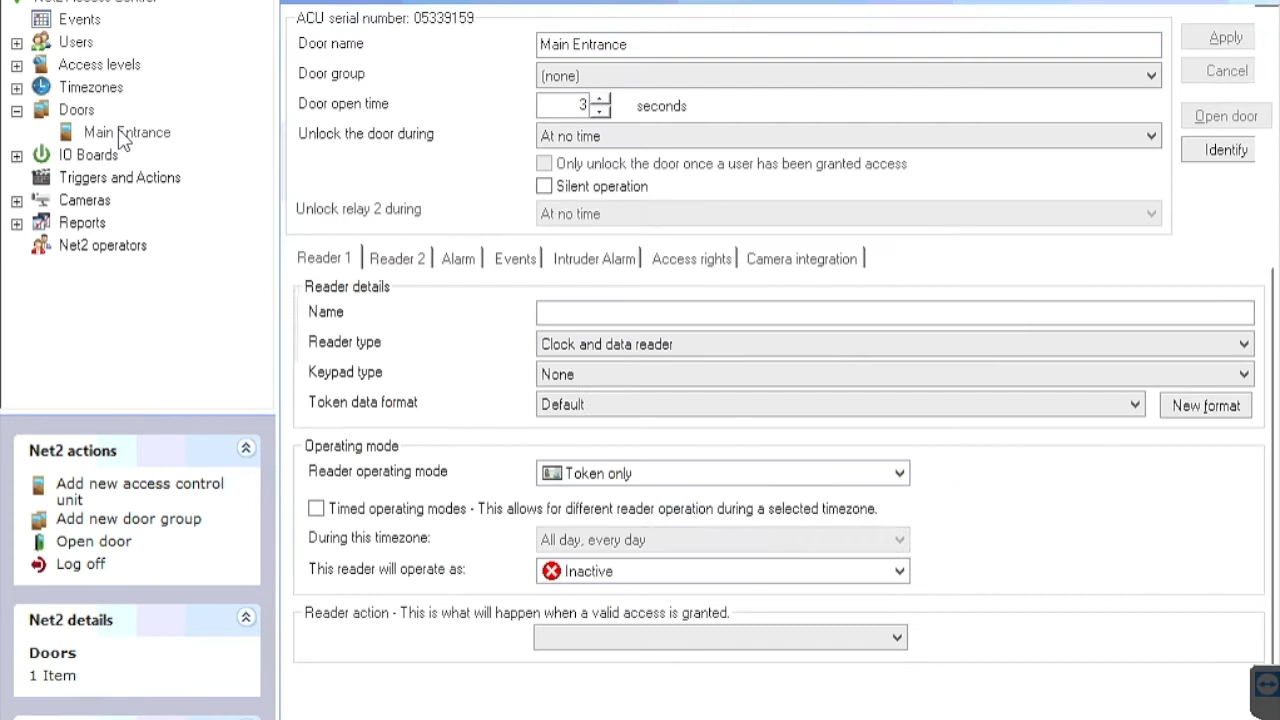 Net2 Access Control
Events
Users
Access levels
Timezones
Doors
Main Entrance
IO Boards
Triggers and Actions
Cameras
Reports
Net2 operators
Net2 actions
Add new access control
unit
Add new door group
Open door
Log off
Net2 details
Doors
1 Item
ACU serial number: 05339159
Door name Main Entrance
Door group (none)
Door open time 3 seconds
Unlock the door during At no time
Only unlock the door once a user has been granted access
Silent operation
Unlock relay 2 during At no time
Apply
Cancel
Open door
Identify
Reader 1 Reader 2 Alarm Events Intruder Alarm Access rights Camera integration
Reader details
Name
Reader type Clock and data reader
Keypad type None
Token data format Default New format
Operating mode
Reader operating mode Token only
Timed operating modes - This allows for different reader operation during a selected timezone.
During this timezone: All day, every day
This reader will operate as: Inactive
Reader action - This is what will happen when a valid access is granted.